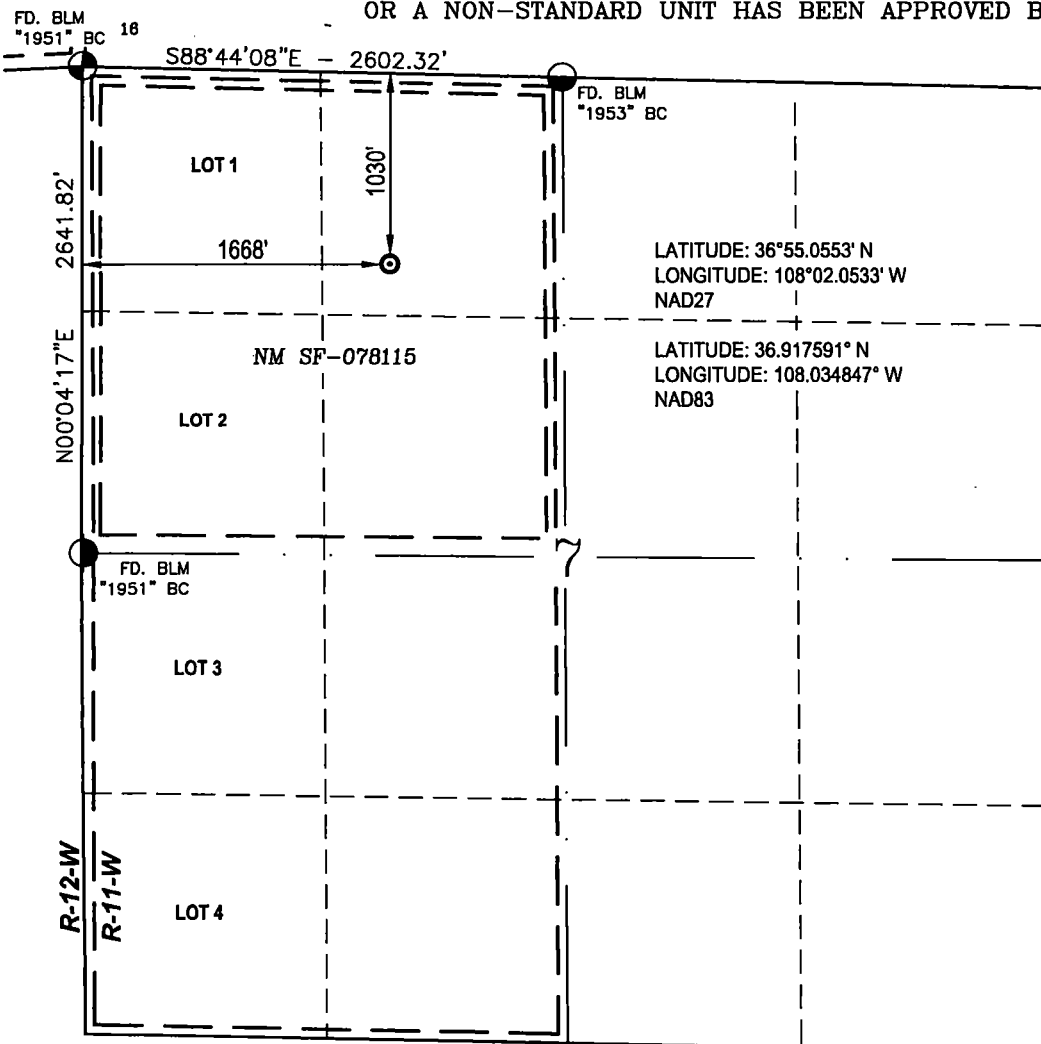 OR A NON-STANDARD UNIT HAS BEEN APPROVED B
FD. BLM
"1951" BC
16
S88°44'08"E - 2602.32'
FD. BLM
"1953" BC
LOT 1
1030'
2641.82'
1668'
LATITUDE: 36°55.0553' N
LONGITUDE: 108°02.0533' W
NAD27
NM SF-078115
LATITUDE: 36.917591° N
LONGITUDE: 108.034847° W
NAD83
N00°04'17"E
LOT 2
7
FD. BLM
"1951" BC
LOT 3
R-12-W
R-11-W
LOT 4